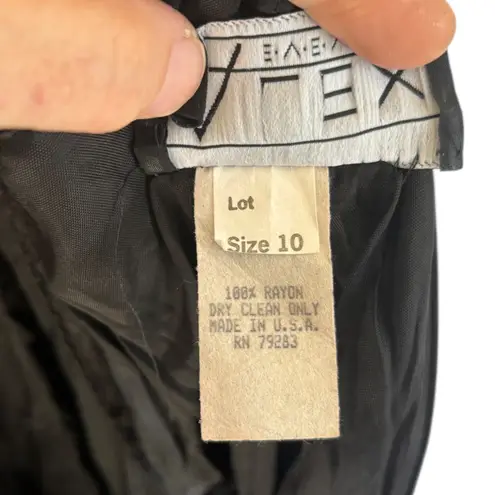 Lot
Size 10
100% RAYON
DRY CLEAN ONLY
MADE IN U.S.A.
RN 79283